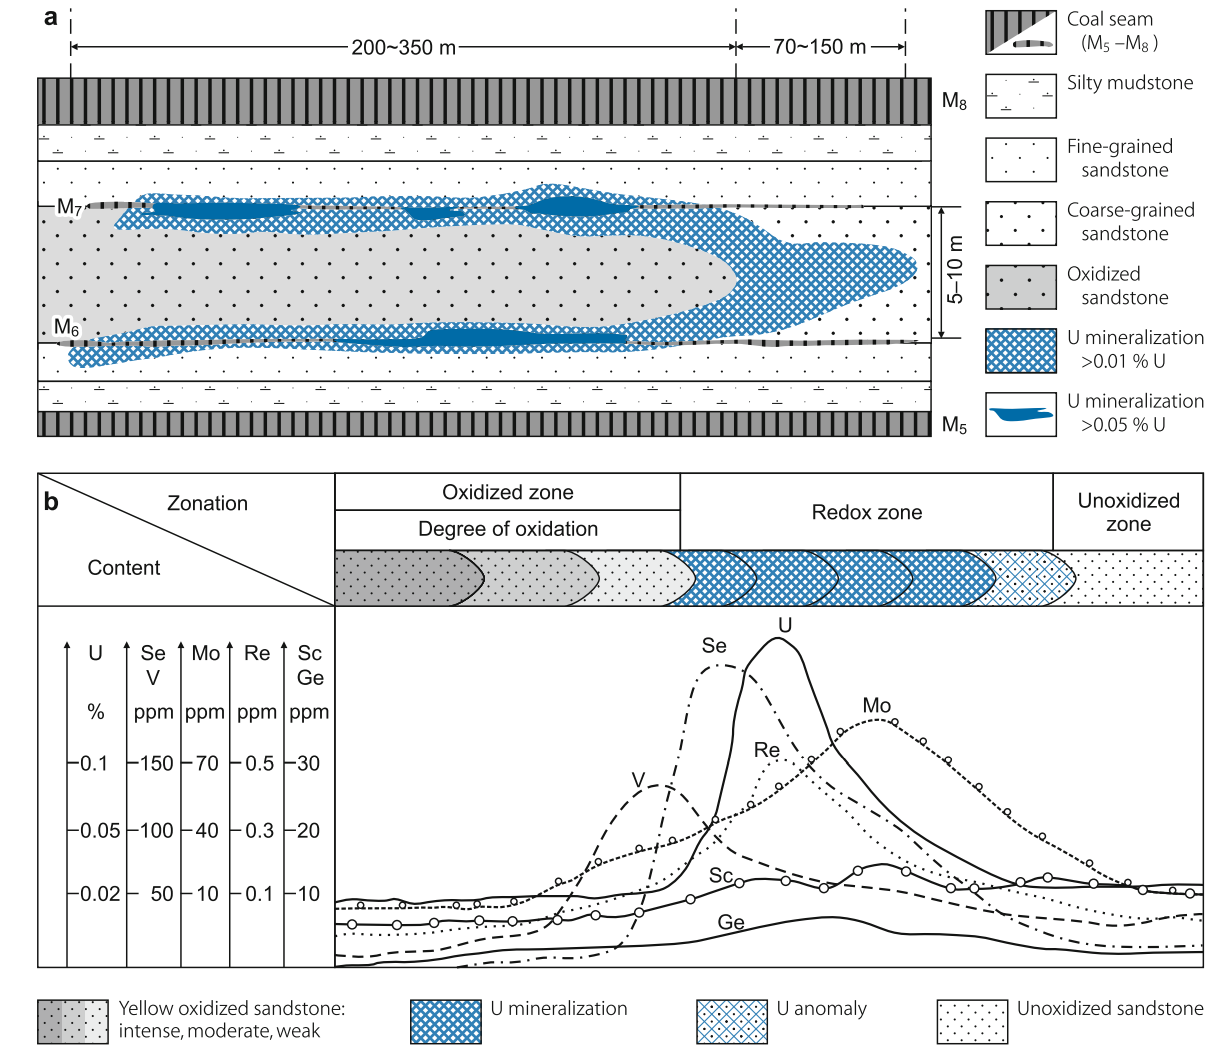 a
200~350 m
70~150 m
M8
M7
M6
M5
5–10 m
Coal seam
(M5 –M8 )
Silty mudstone
Fine-grained
sandstone
Coarse-grained
sandstone
Oxidized
sandstone
U mineralization
>0.01 % U
U mineralization
>0.05 % U
b
Zonation
Content
Oxidized zone
Degree of oxidation
Redox zone
Unoxidized
zone
U Se Mo Re Sc
V Ge
% ppm ppm ppm ppm
0.1 150 70 0.5 30
0.05 100 40 0.3 20
0.02 50 10 0.1 10
U
Se
Mo
Re
V
Sc
Ge
Yellow oxidized sandstone:
intense, moderate, weak
U mineralization
U anomaly
Unoxidized sandstone